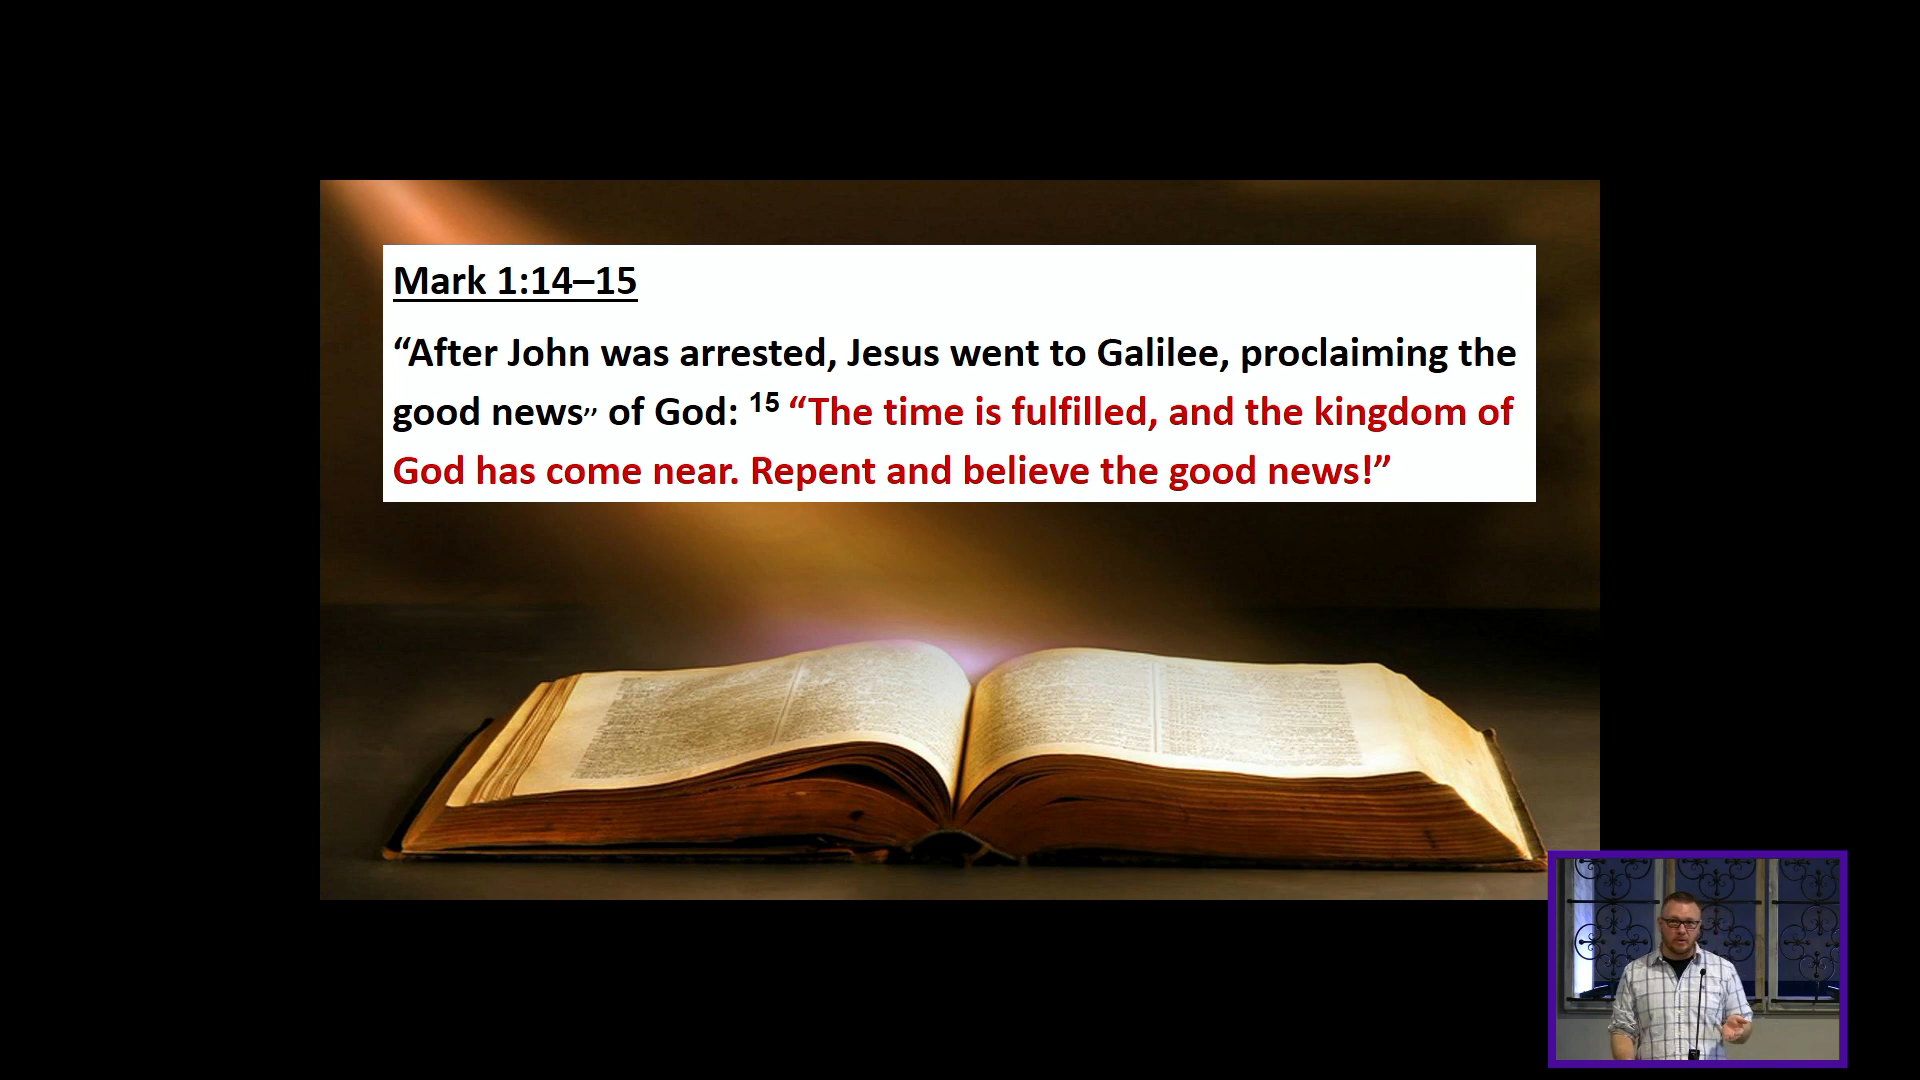 Mark 1:14–15
“After John was arrested, Jesus went to Galilee, proclaiming the
good news,, of God: 15 “The time is fulfilled, and the kingdom of
God has come near. Repent and believe the good news!”